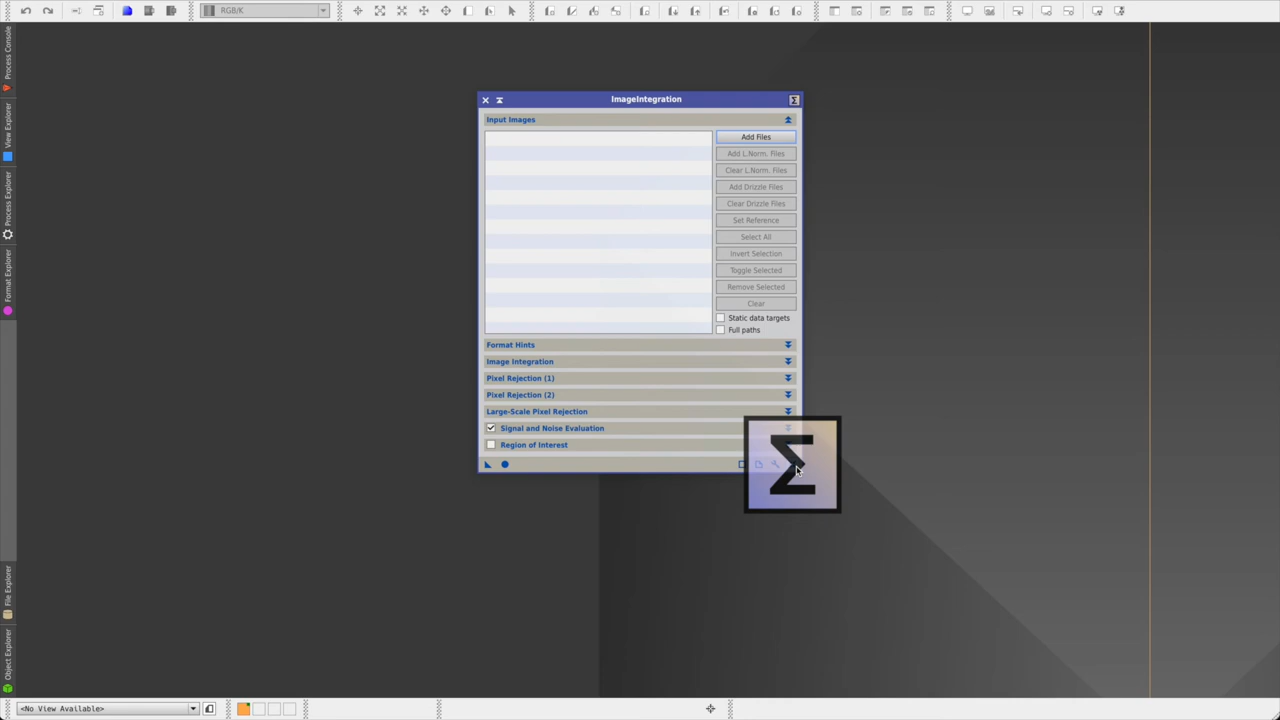 RGB/K
Process Console
View Explorer
Process Explorer
Format Explorer
File Explorer
Object Explorer
ImageIntegration
Σ
Input Images
Add Files
Add L.Norm. Files
Clear L.Norm. Files
Add Drizzle Files
Clear Drizzle Files
Set Reference
Select All
Invert Selection
Toggle Selected
Remove Selected
Clear
Static data targets
Full paths
Format Hints
Image Integration
Pixel Rejection (1)
Pixel Rejection (2)
Large-Scale Pixel Rejection
Signal and Noise Evaluation
Region of Interest
Σ
<No View Available>